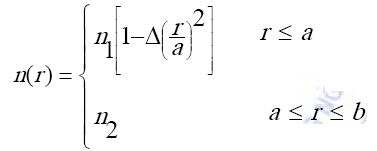 n(r) = { n₁[1−Δ(r/a)²]   r ≤ a
n₂   a ≤ r ≤ b